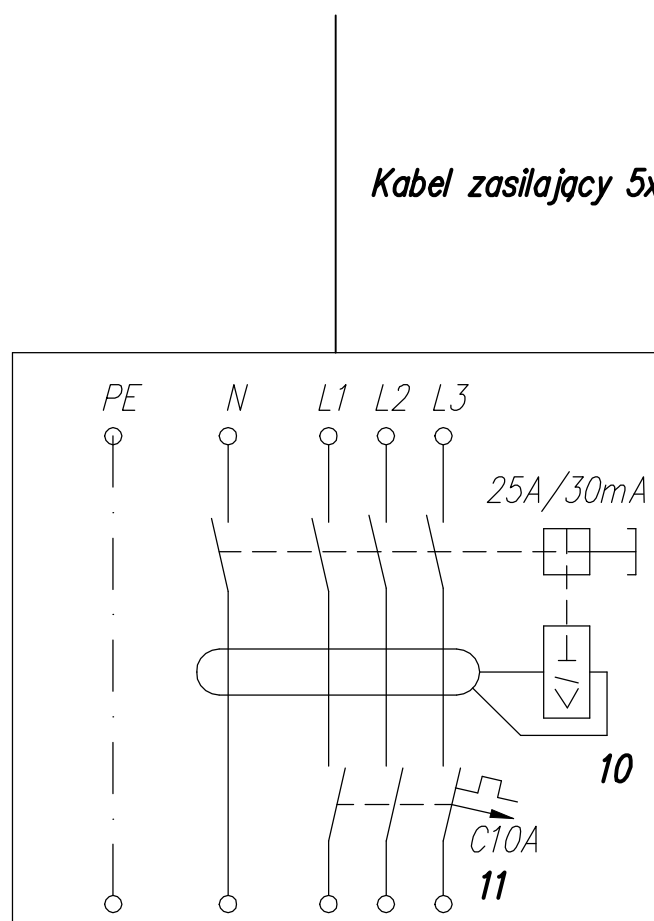 Kabel zasilający 5x
PE N L1 L2 L3
25A/30mA
10
C10A
11